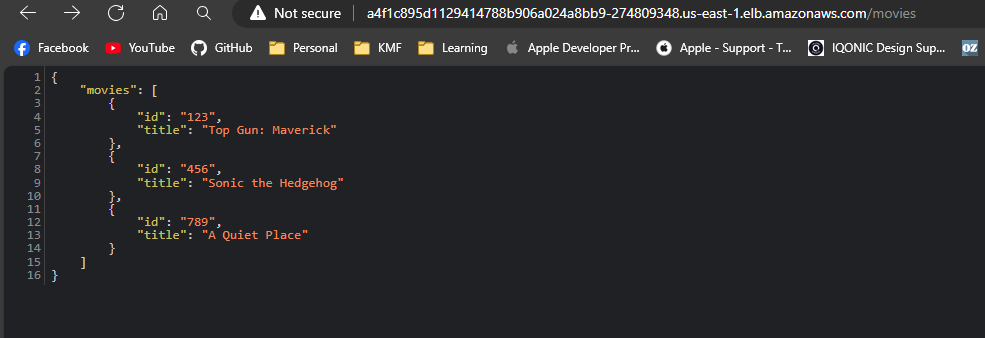 Not secure a4f1c895d1129414788b906a024a8bb9-274809348.us-east-1.elb.amazonaws.com/movies
Facebook YouTube GitHub Personal KMF Learning Apple Developer Pr... Apple - Support - T... IQONIC Design Sup... oz
1 {
2 "movies": [
3 {
4 "id": "123",
5 "title": "Top Gun: Maverick"
6 },
7 {
8 "id": "456",
9 "title": "Sonic the Hedgehog"
10 },
11 {
12 "id": "789",
13 "title": "A Quiet Place"
14 }
15 ]
16 }